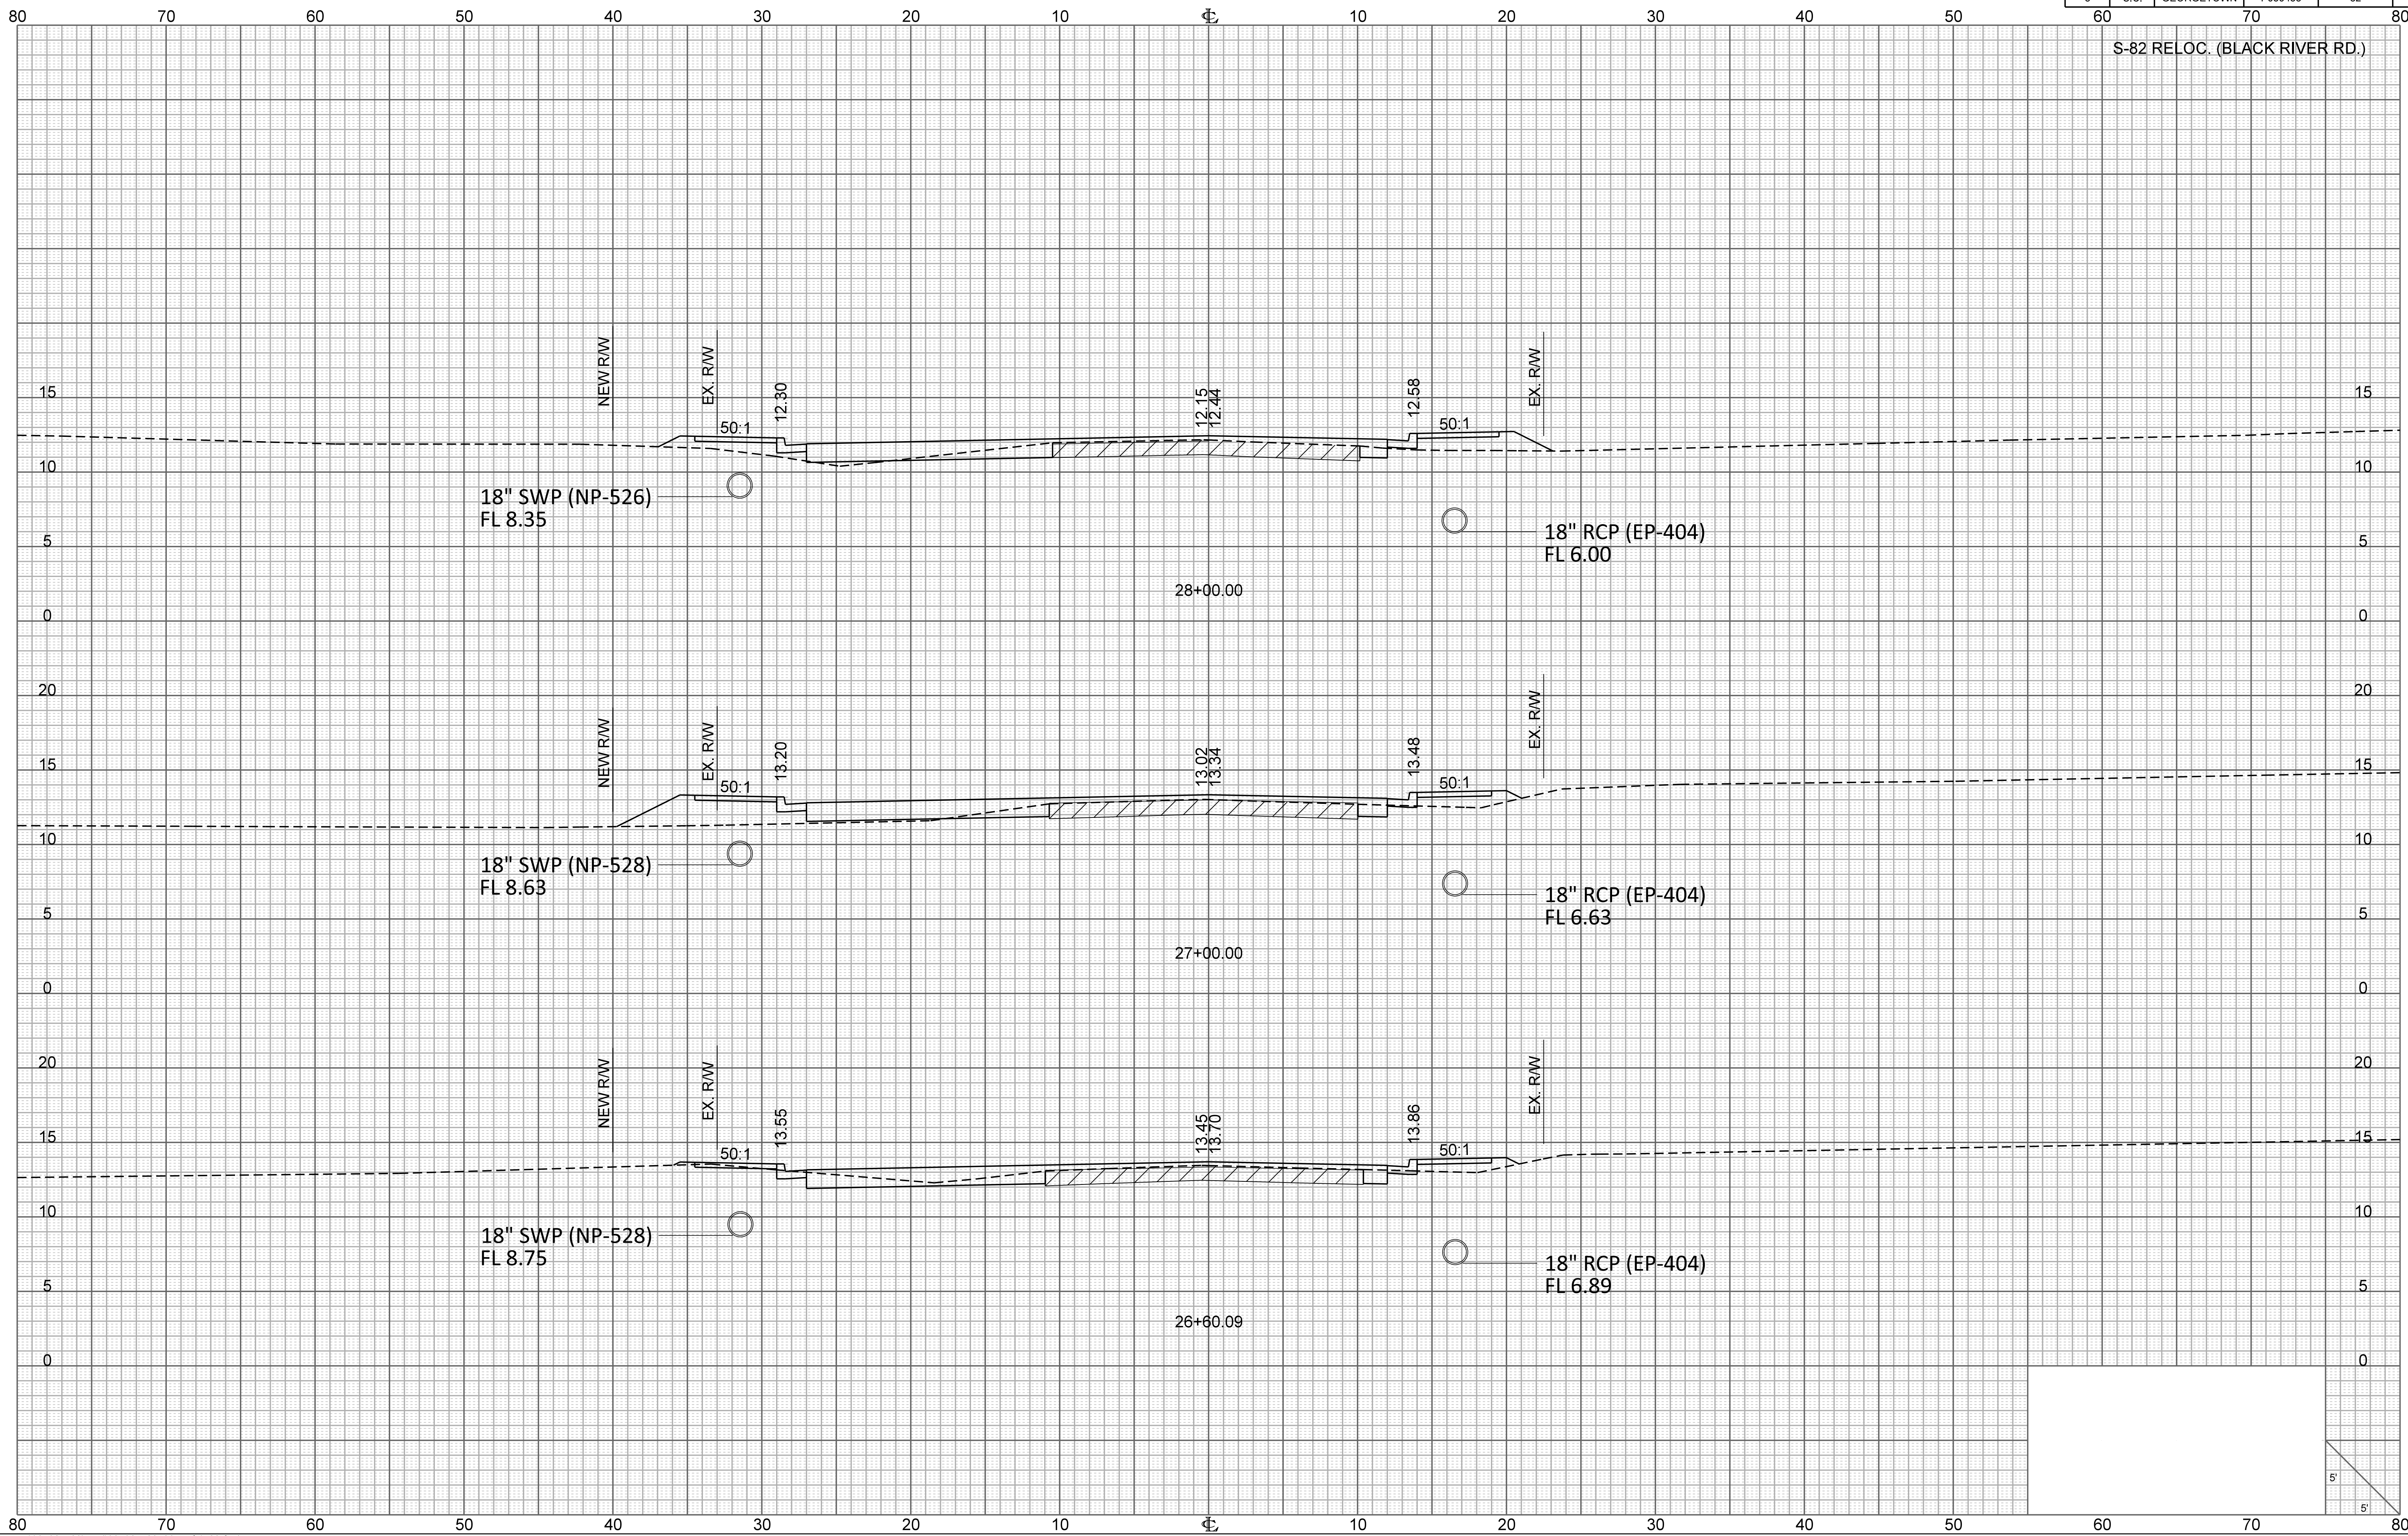 80 70 60 50 40 30 20 10 ℄ 10 20 30 40 50 60 70 80
S-82 RELOC. (BLACK RIVER RD.)
NEW R/W
EX. R/W
12.30
12.15
12.44
12.58
EX. R/W
15 15
50:1 50:1
10 10
18" SWP (NP-526)
FL 8.35
18" RCP (EP-404)
FL 6.00
5 5
28+00.00
0 0
20 20
NEW R/W
EX. R/W
13.20
13.02
13.34
13.48
EX. R/W
15 15
50:1 50:1
10 10
18" SWP (NP-528)
FL 8.63
18" RCP (EP-404)
FL 6.63
5 5
27+00.00
0 0
20 20
NEW R/W
EX. R/W
13.55
13.45
13.70
13.86
EX. R/W
15 15
50:1 50:1
10 10
18" SWP (NP-528)
FL 8.75
18" RCP (EP-404)
FL 6.89
5 5
26+60.09
0 0
5'
5'
80 70 60 50 40 30 20 10 ℄ 10 20 30 40 50 60 70 80